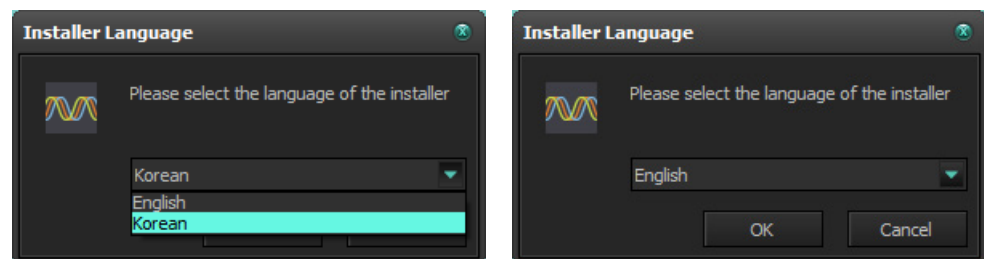 Installer Language
Please select the language of the installer
Korean
English
Korean
Installer Language
Please select the language of the installer
English
OK
Cancel